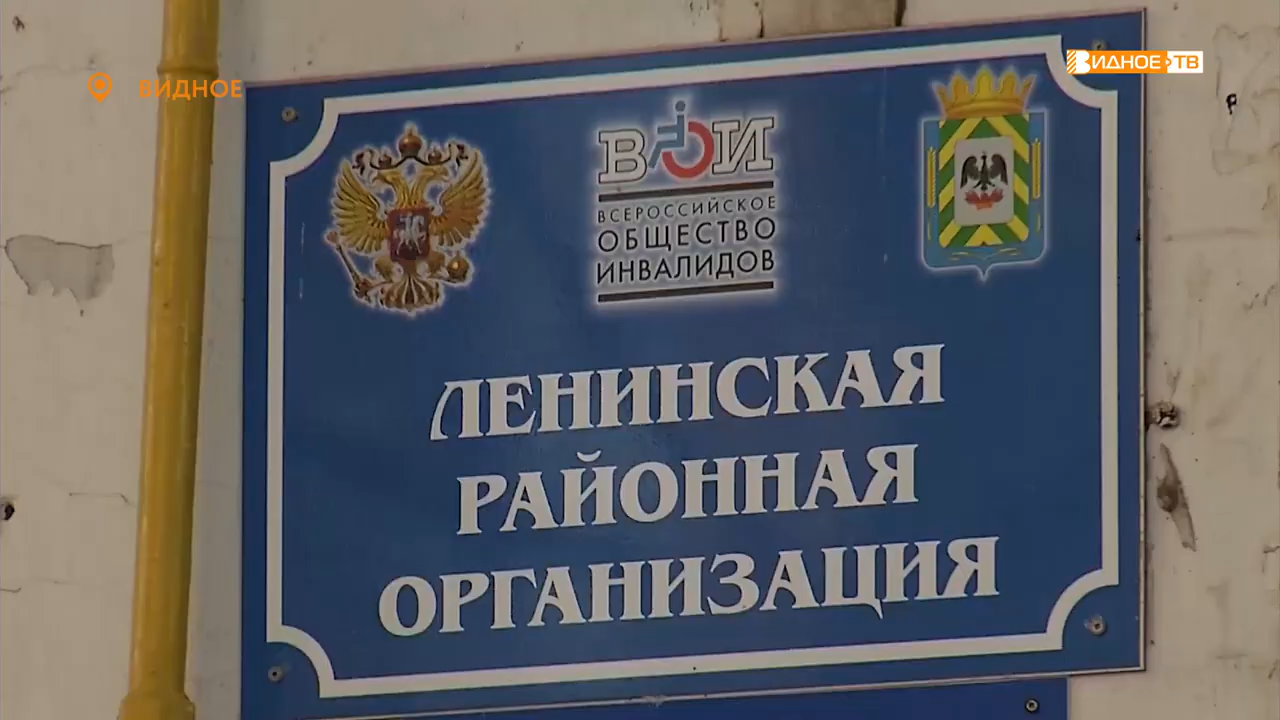 ВИДНОЕ
ВИДНОЕ ТВ
ВОИ
ВСЕРОССИЙСКОЕ
ОБЩЕСТВО
ИНВАЛИДОВ
ЛЕНИНСКАЯ
РАЙОННАЯ
ОРГАНИЗАЦИЯ